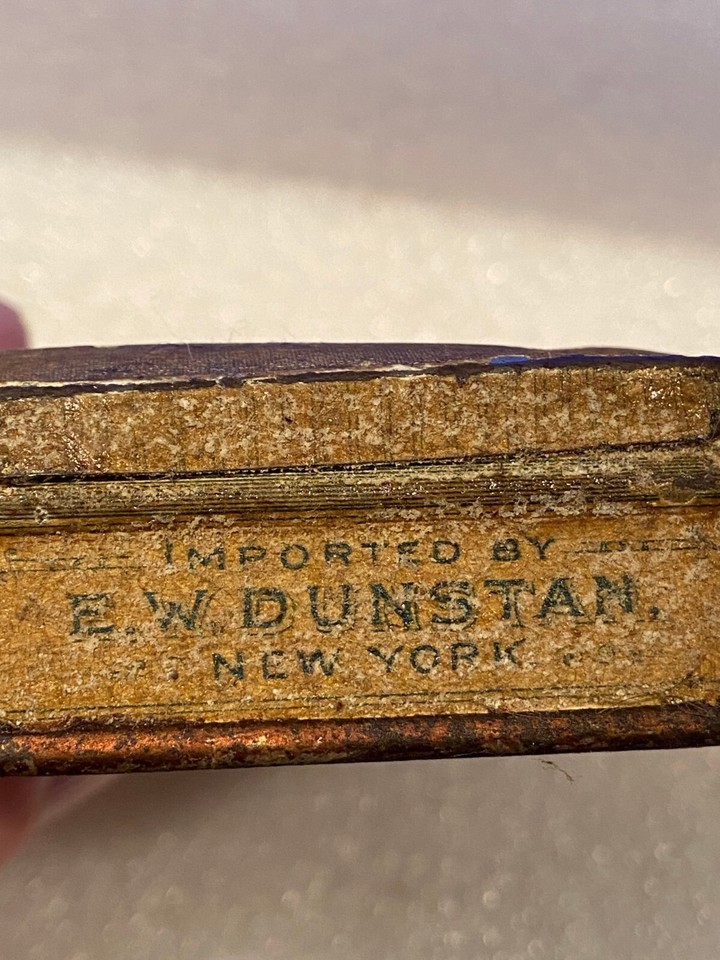 IMPORTED BY
E.W. DUNSTAN.
NEW YORK